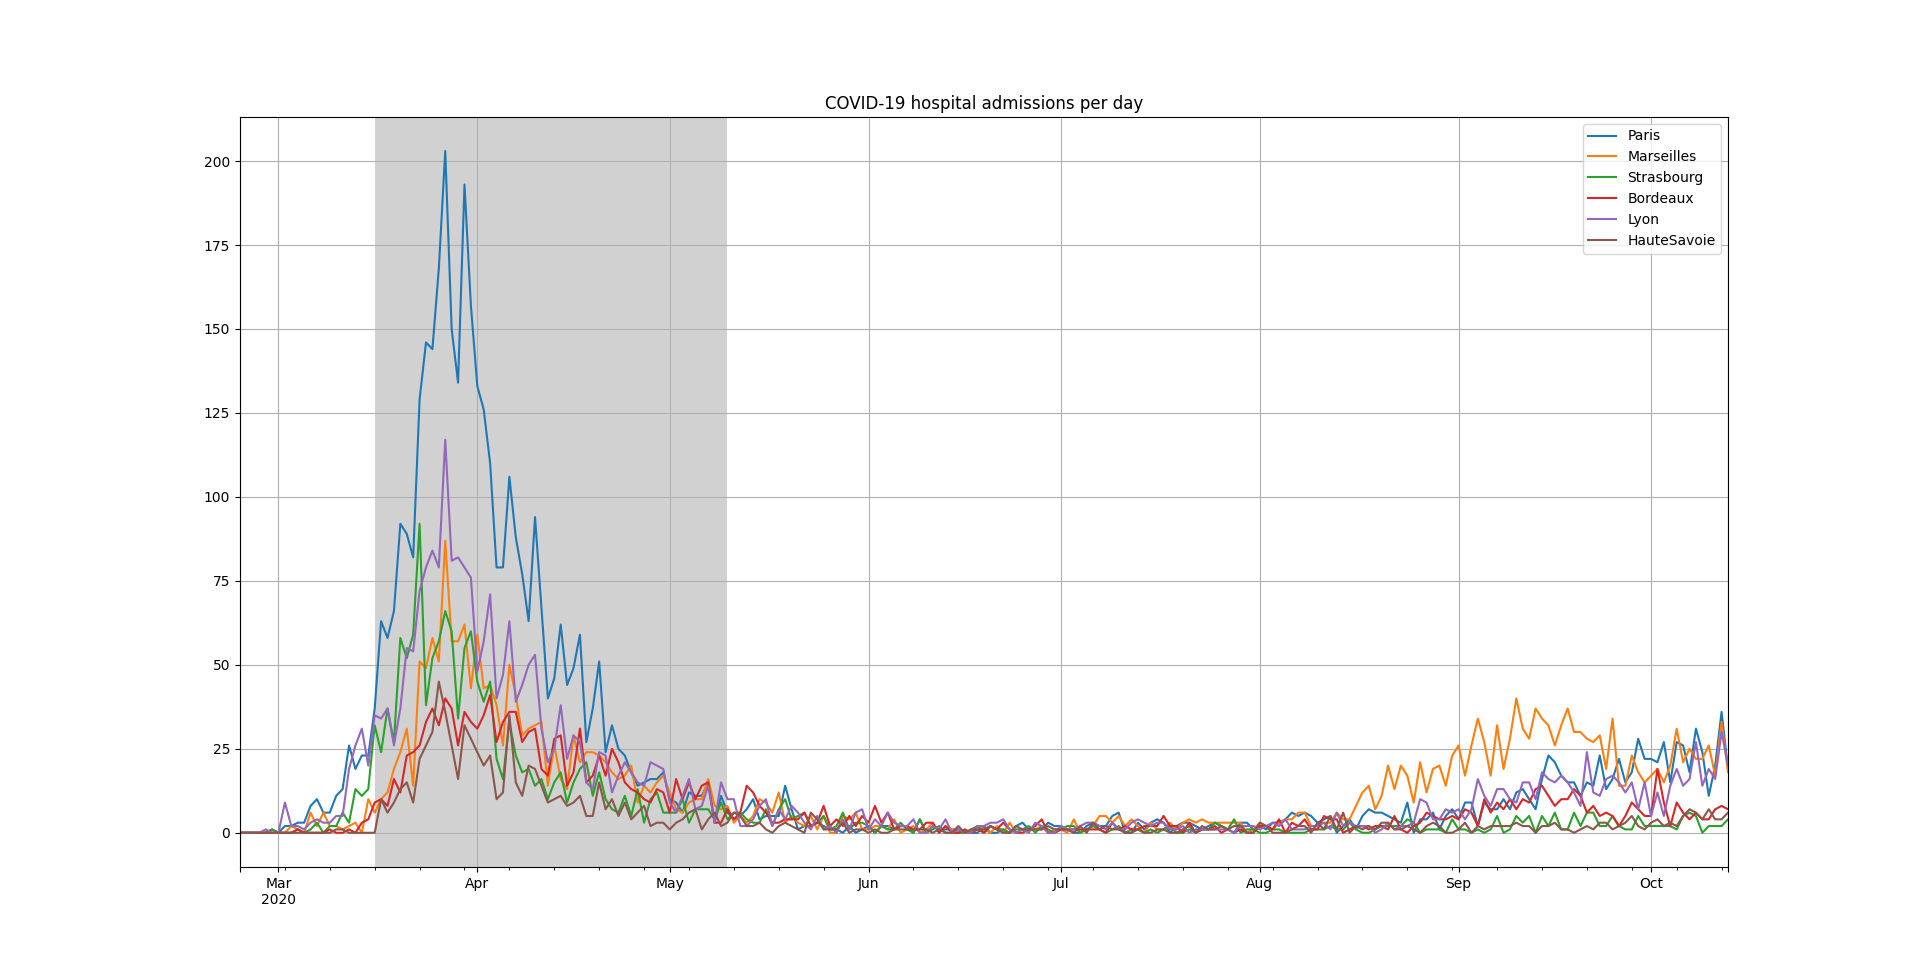 COVID-19 hospital admissions per day
200
175
150
125
100
75
50
25
0
Paris
Marseilles
Strasbourg
Bordeaux
Lyon
HauteSavoie
Mar Apr May Jun Jul Aug Sep Oct
2020